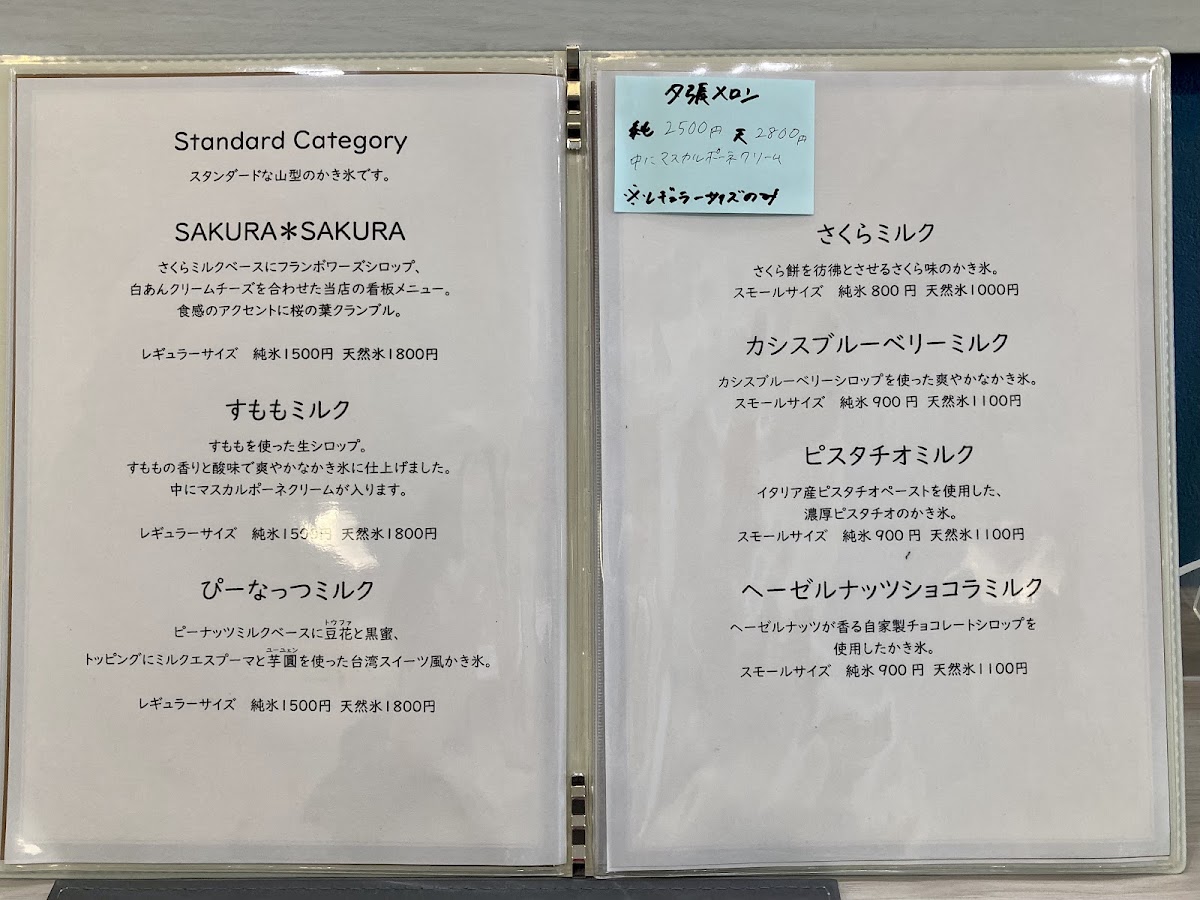 Standard Category
スタンダードな山型のかき氷です。
SAKURA＊SAKURA
さくらミルクベースにフランボワーズシロップ、
白あんクリームチーズを合わせた当店の看板メニュー。
食感のアクセントに桜の葉クランブル。
レギュラーサイズ 純氷1500円 天然氷1800円
すももミルク
すももを使った生シロップ。
すももの香りと酸味で爽やかなかき氷に仕上げました。
中にマスカルポーネクリームが入ります。
レギュラーサイズ 純氷1500円 天然氷1800円
ぴーなっつミルク
トウファ
ピーナッツミルクベースに豆花と黒蜜、
ユーユェン
トッピングにミルクエスプーマと芋圓を使った台湾スイーツ風かき氷。
レギュラーサイズ 純氷1500円 天然氷1800円
夕張メロン
純 2500円 天 2800円
中にマスカルポーネクリーム
※レギュラーサイズのみ
さくらミルク
さくら餅を彷彿とさせるさくら味のかき氷。
スモールサイズ 純氷800円 天然氷1000円
カシスブルーベリーミルク
カシスブルーベリーシロップを使った爽やかなかき氷。
スモールサイズ 純氷900円 天然氷1100円
ピスタチオミルク
イタリア産ピスタチオペーストを使用した、
濃厚ピスタチオのかき氷。
スモールサイズ 純氷900円 天然氷1100円
ヘーゼルナッツショコラミルク
ヘーゼルナッツが香る自家製チョコレートシロップを
使用したかき氷。
スモールサイズ 純氷900円 天然氷1100円